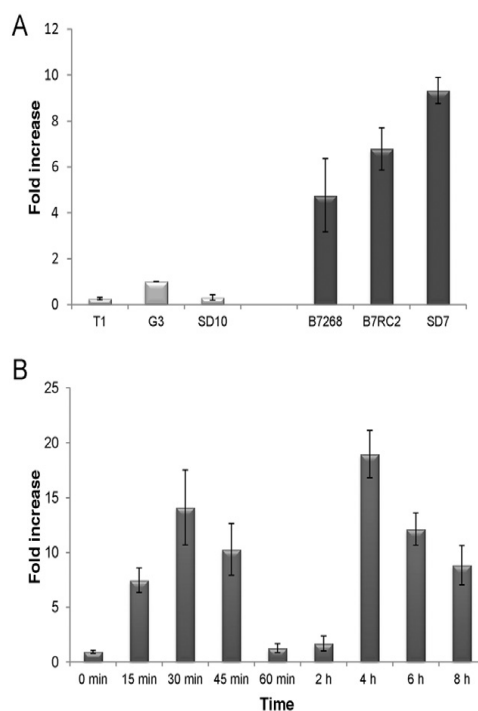 A
Fold increase
12
10
8
6
4
2
0
T1 G3 SD10 B7268 B7RC2 SD7
B
Fold increase
25
20
15
10
5
0
0 min 15 min 30 min 45 min 60 min 2 h 4 h 6 h 8 h
Time